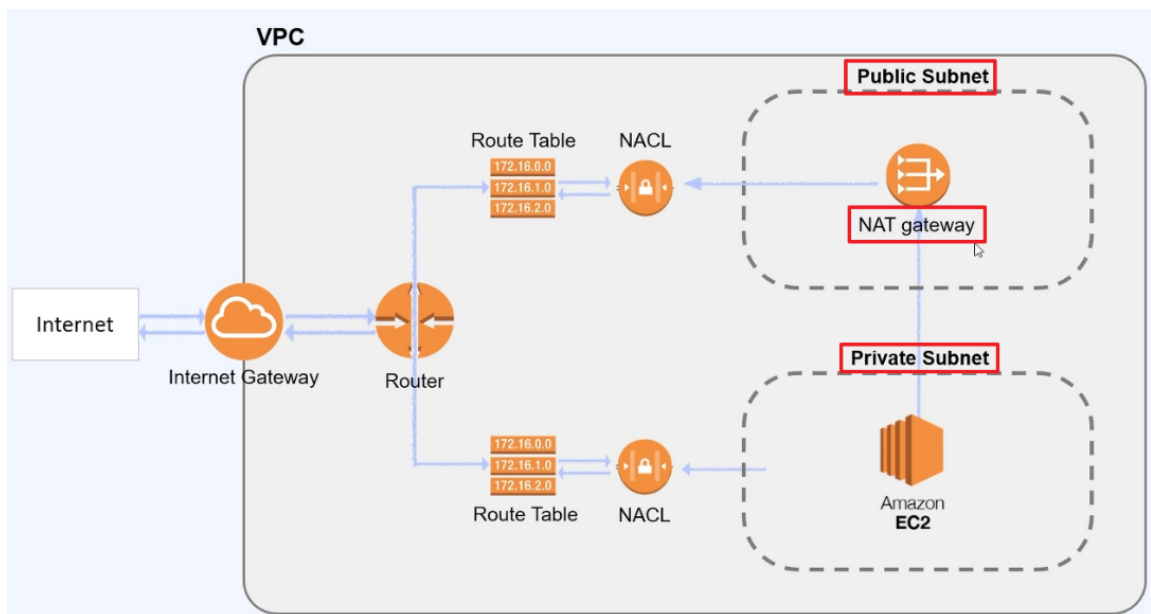 VPC
Public Subnet
Route Table
NACL
172.16.0.0
172.16.1.0
172.16.2.0
NAT gateway
Internet
Internet Gateway
Router
Private Subnet
172.16.0.0
172.16.1.0
172.16.2.0
Route Table
NACL
Amazon
EC2